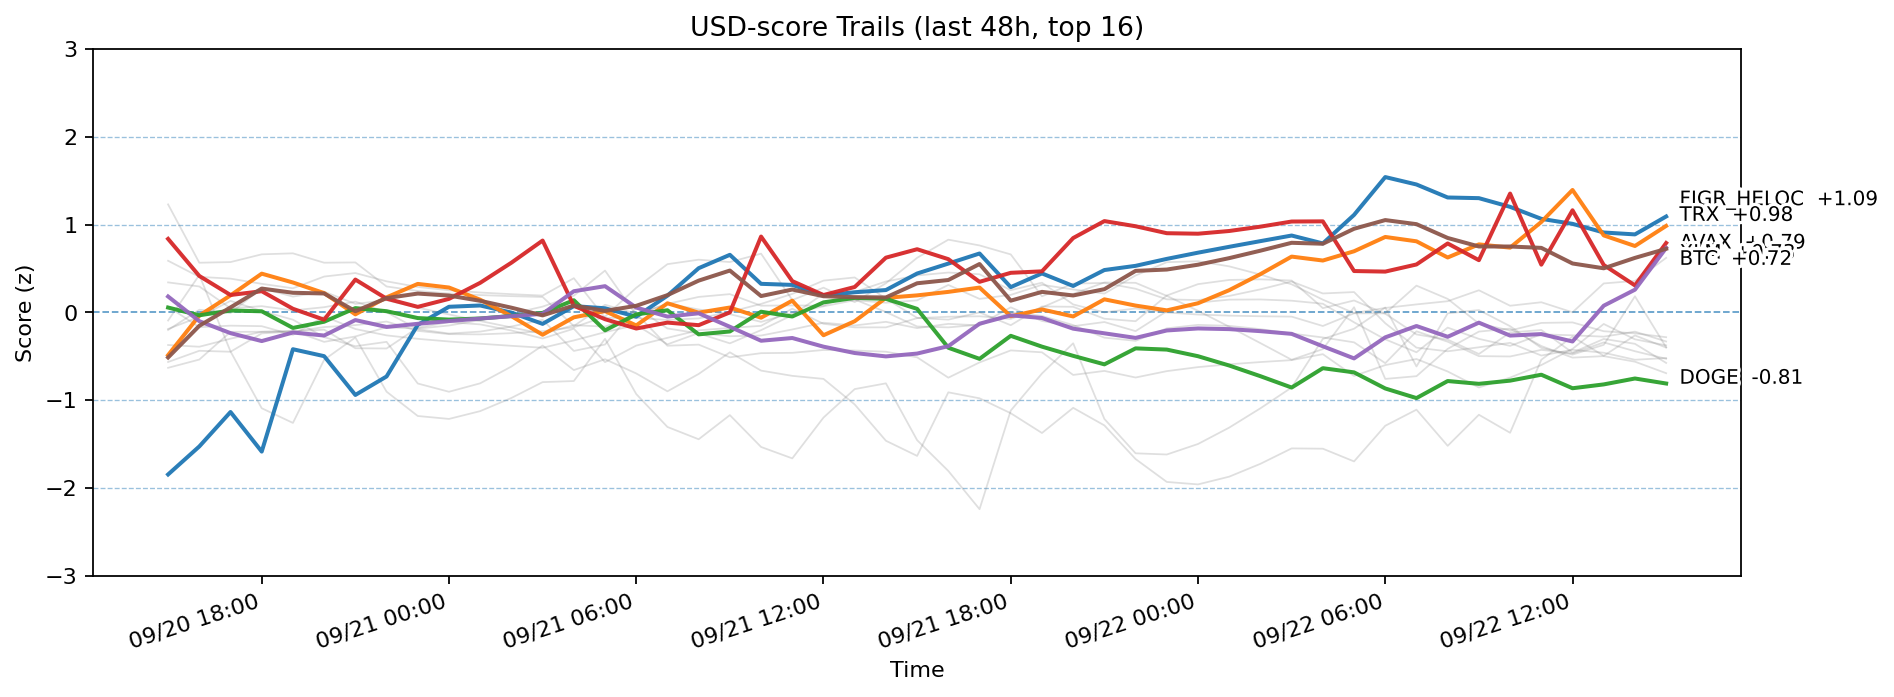 USD-score Trails (last 48h, top 16)
3
2
1
0
−1
−2
−3
Score (z)
FIGR_HELOC +1.09
TRX +0.98
AVAX +0.79
BTC +0.72
DOGE -0.81
09/20 18:00
09/21 00:00
09/21 06:00
09/21 12:00
09/21 18:00
09/22 00:00
09/22 06:00
09/22 12:00
Time